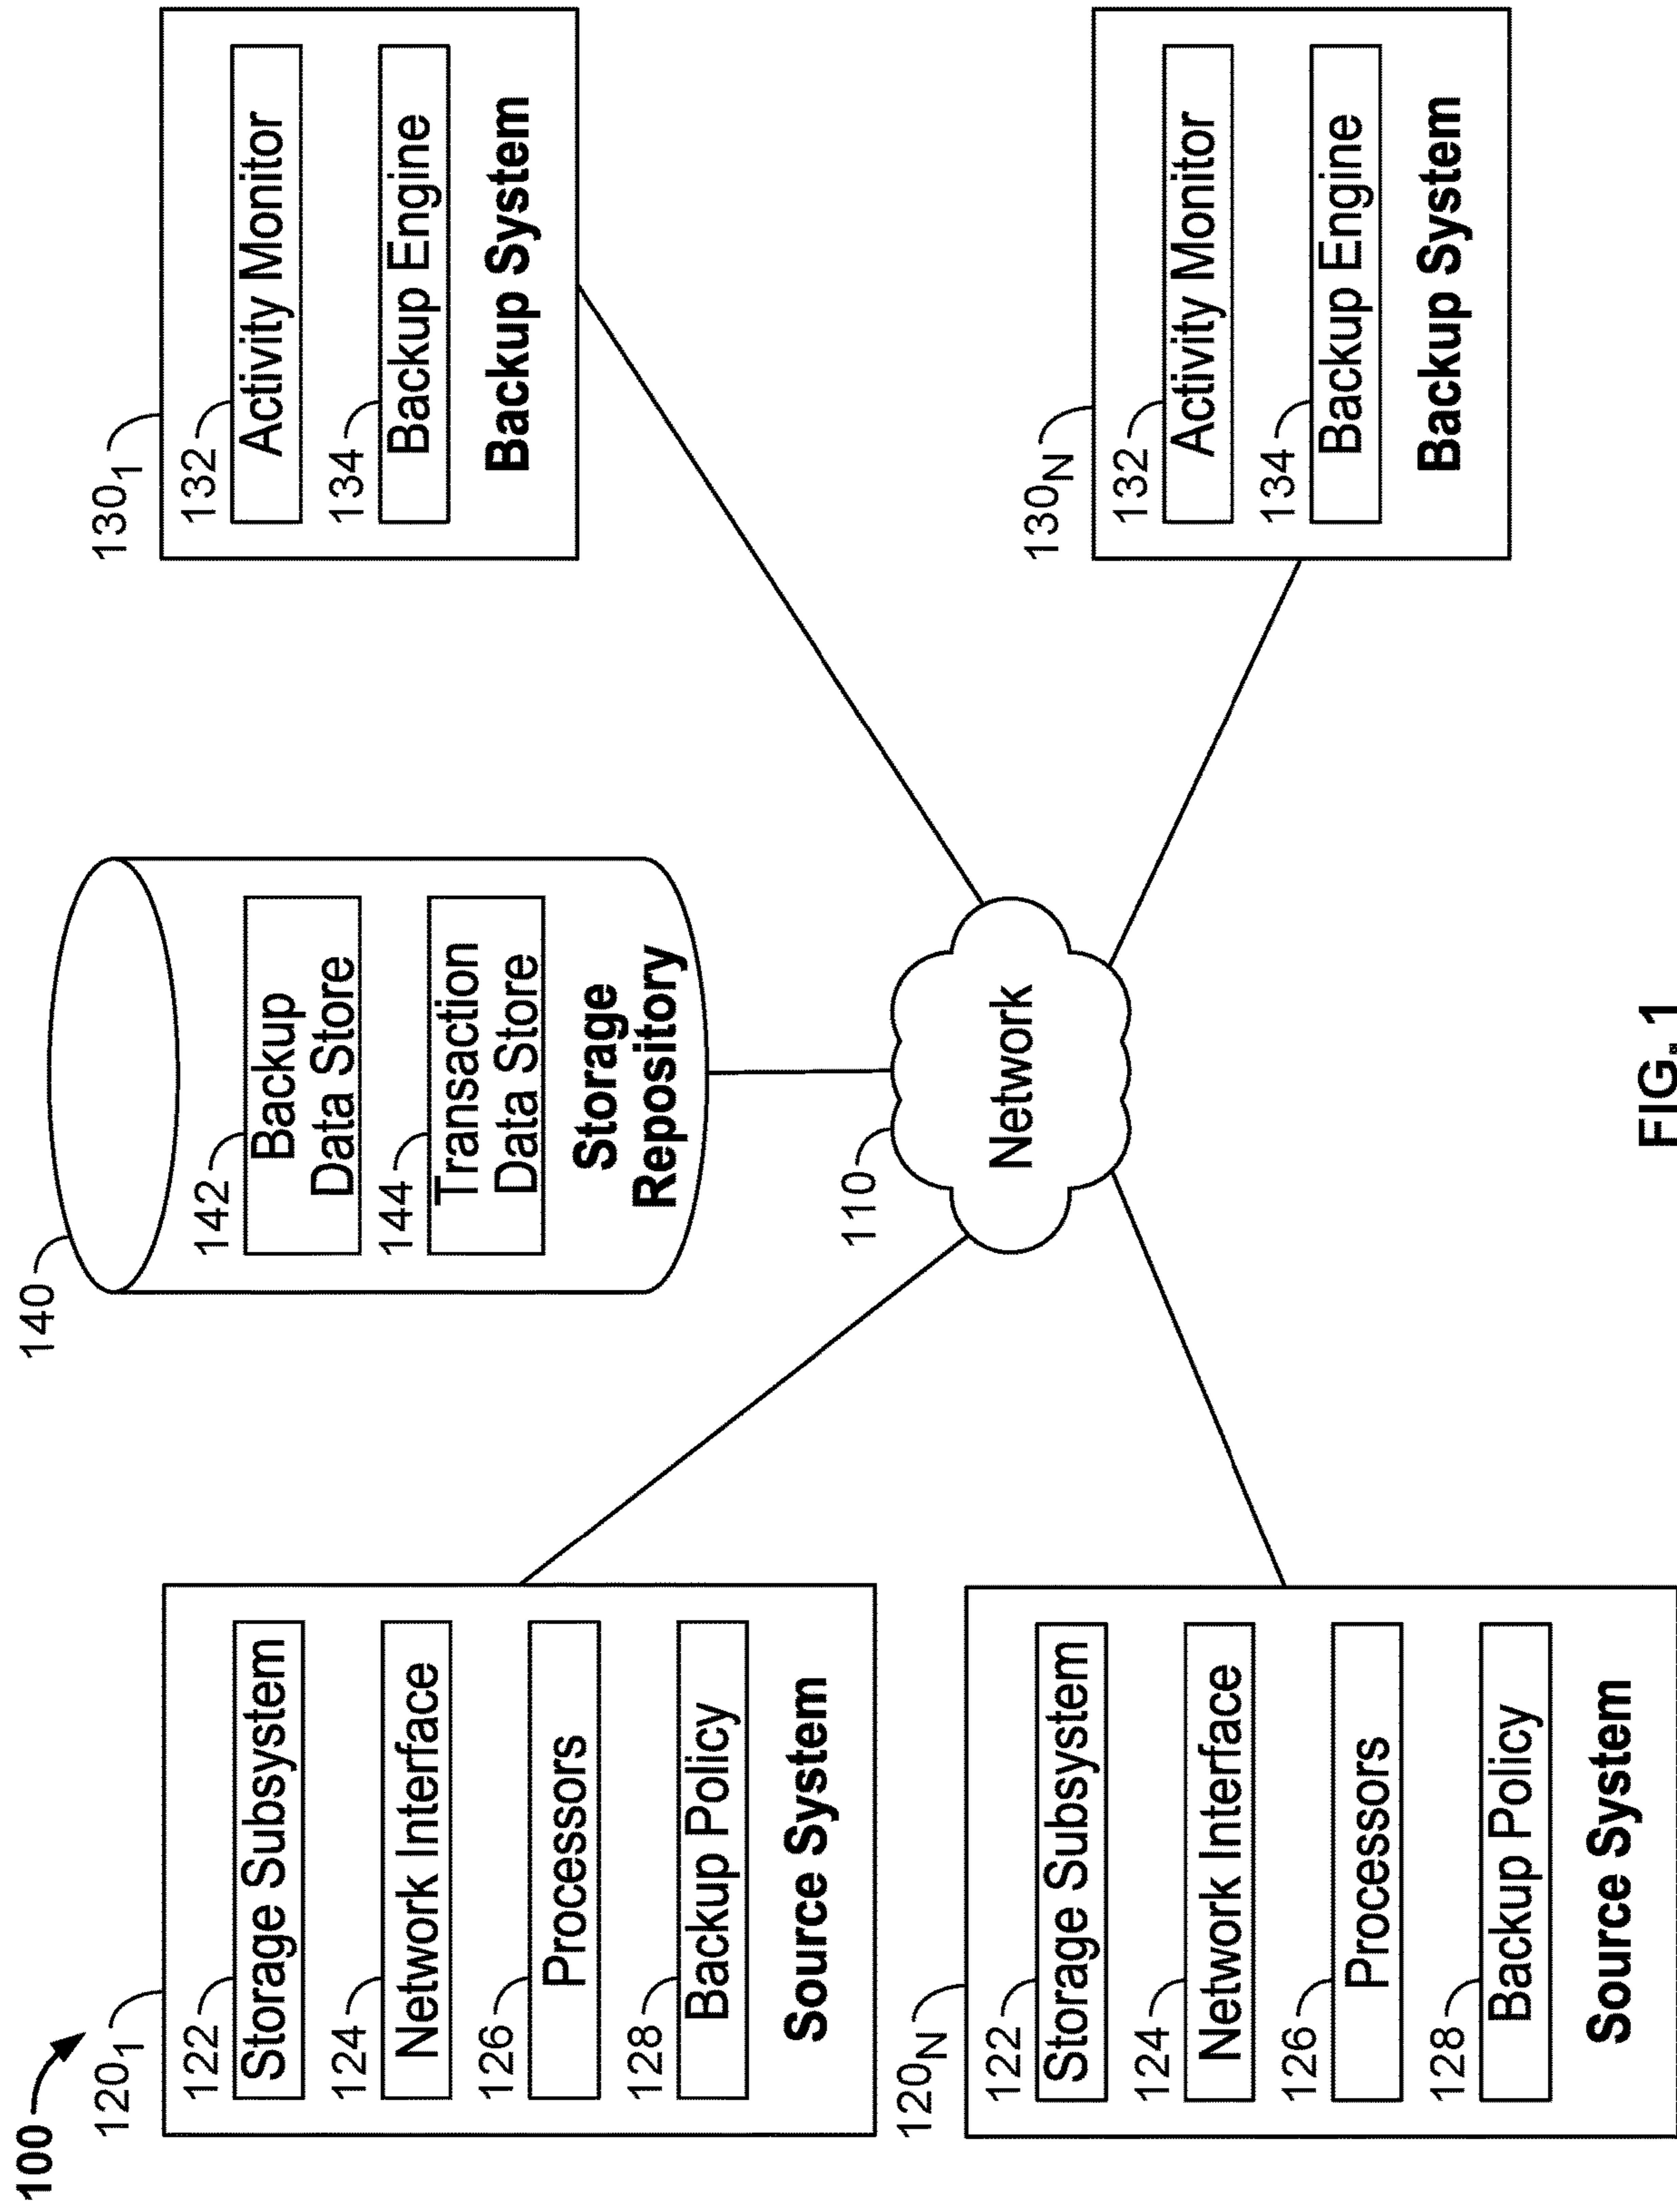 100
120₁
122
Storage Subsystem
124
Network Interface
126
Processors
128
Backup Policy
Source System
120N
122
Storage Subsystem
124
Network Interface
126
Processors
128
Backup Policy
Source System
140
142
Backup
Data Store
144
Transaction
Data Store
Storage
Repository
110
Network
130₁
132
Activity Monitor
134
Backup Engine
Backup System
130N
132
Activity Monitor
134
Backup Engine
Backup System
FIG. 1